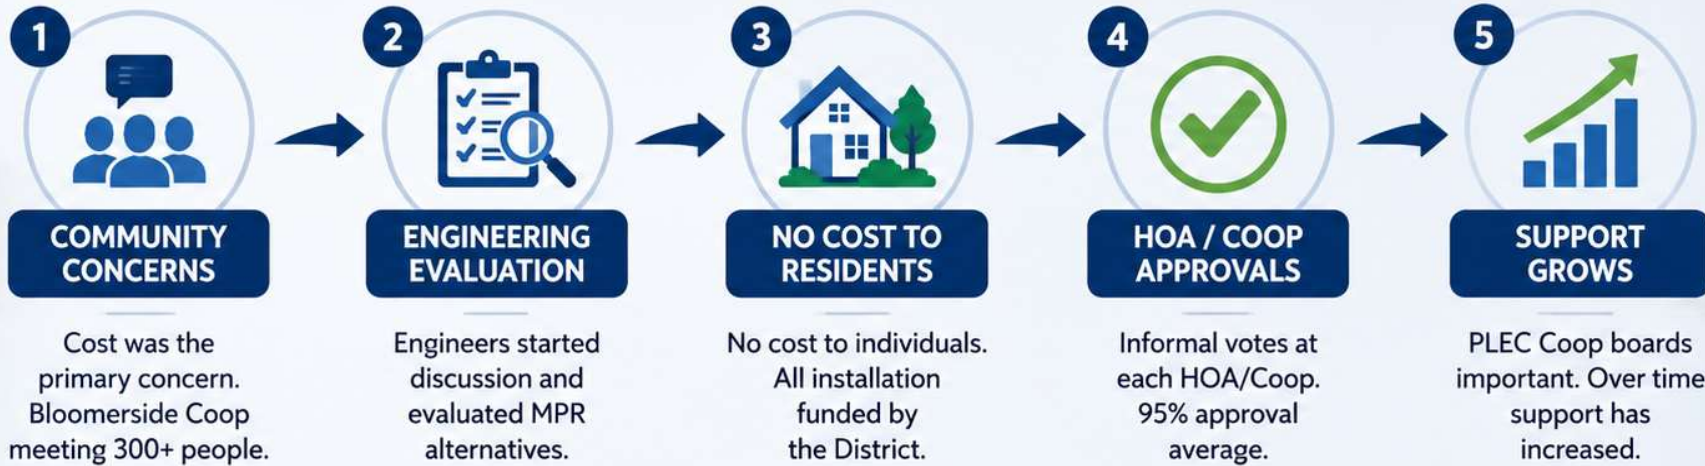 1
COMMUNITY
CONCERNS
Cost was the
primary concern.
Bloomerside Coop
meeting 300+ people.
2
ENGINEERING
EVALUATION
Engineers started
discussion and
evaluated MPR
alternatives.
3
NO COST TO
RESIDENTS
No cost to individuals.
All installation
funded by
the District.
4
HOA / COOP
APPROVALS
Informal votes at
each HOA/Coop.
95% approval
average.
5
SUPPORT
GROWS
PLEC Coop boards
important. Over time
support has
increased.